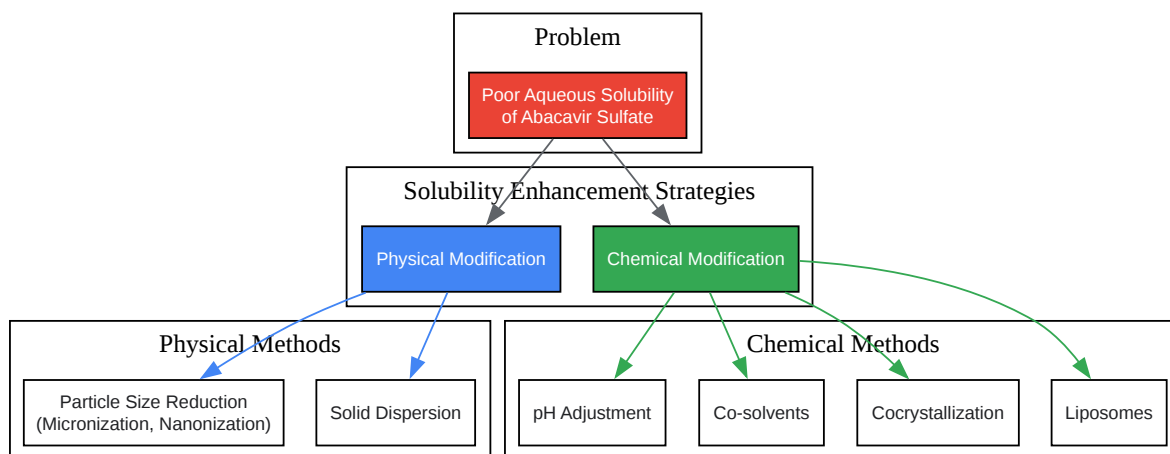 Problem
Poor Aqueous Solubility
of Abacavir Sulfate
Solubility Enhancement Strategies
Physical Modification
Chemical Modification
Physical Methods
Chemical Methods
Particle Size Reduction
(Micronization, Nanonization)
Solid Dispersion
pH Adjustment
Co-solvents
Cocrystallization
Liposomes